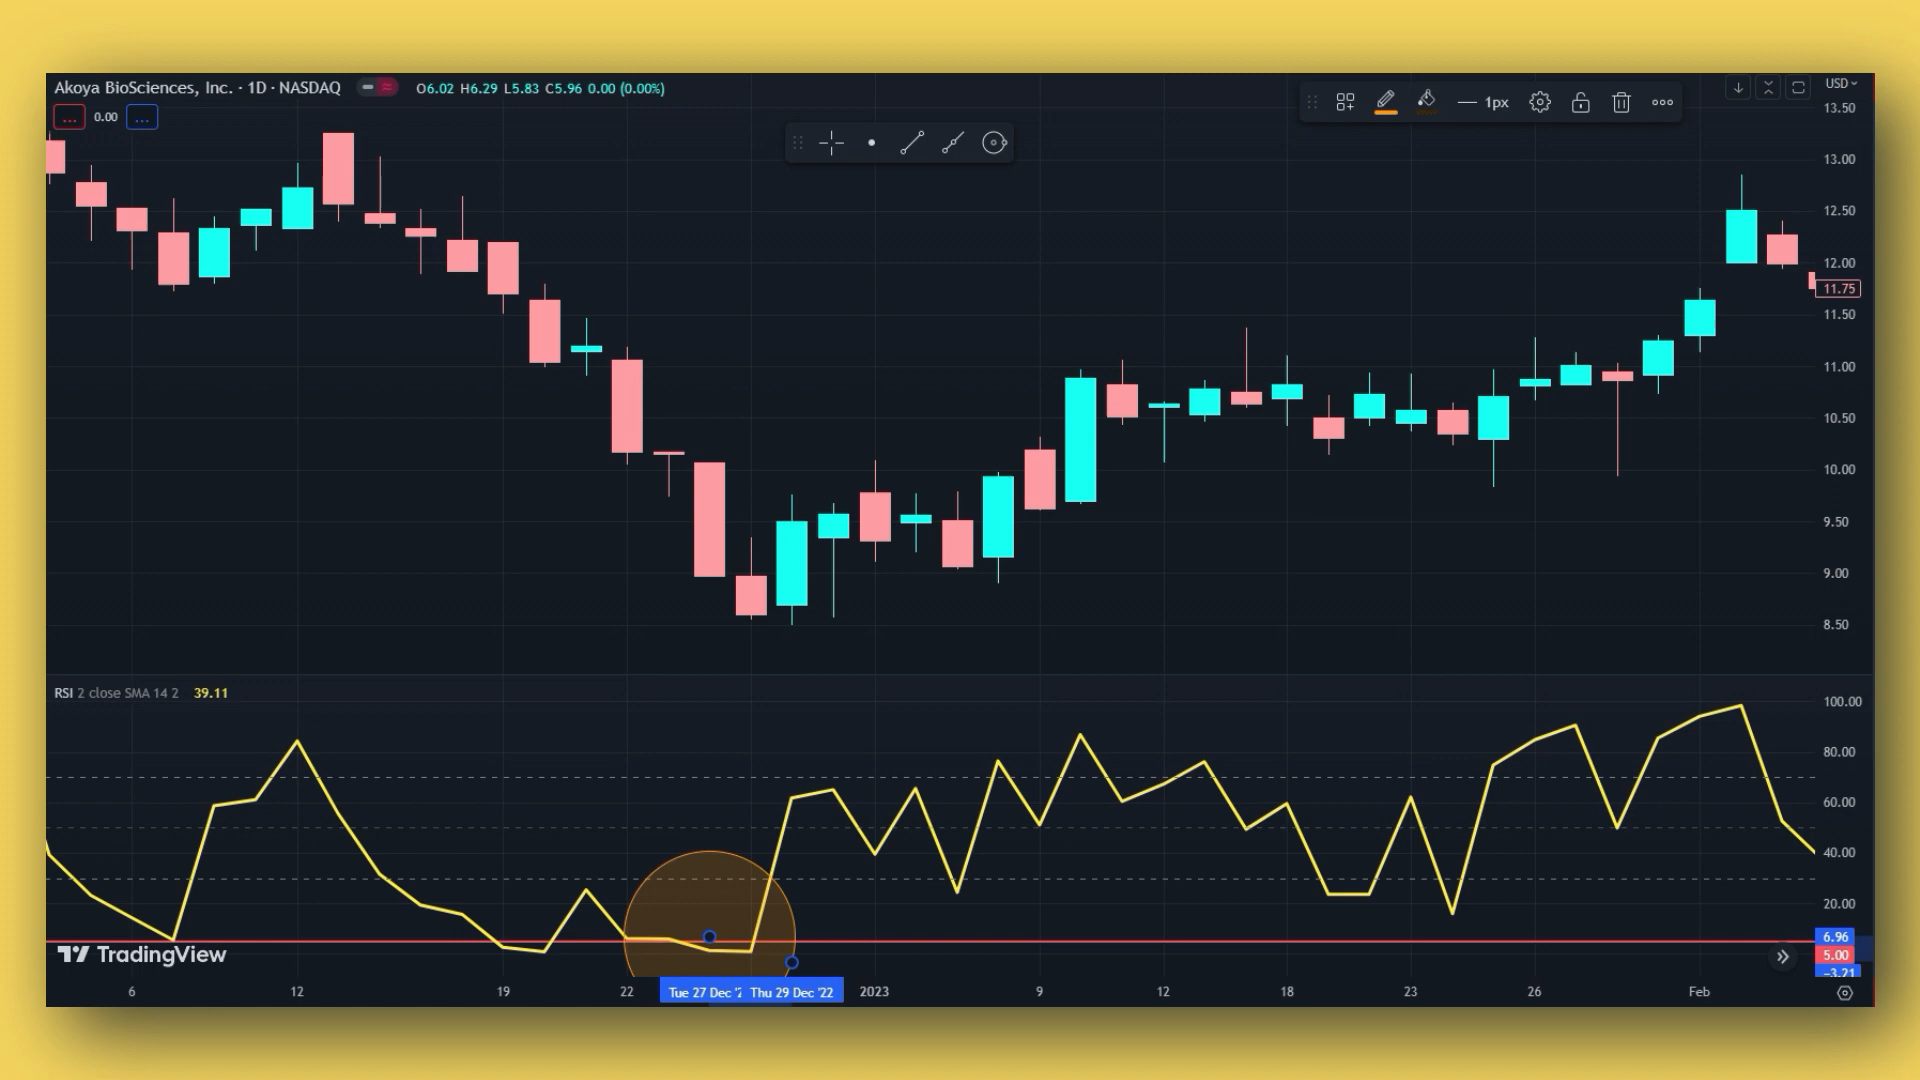 Akoya BioSciences, Inc. · 1D · NASDAQ
O6.02 H6.29 L5.83 C5.96 0.00 (0.00%)
... 0.00 ...
1px
USD
13.50
13.00
12.50
12.00
11.75
11.50
11.00
10.50
10.00
9.50
9.00
8.50
RSI 2 close SMA 14 2 39.11
100.00
80.00
60.00
40.00
20.00
6.96
5.00
−3.21
TradingView
6 12 19 22 Tue 27 Dec '2 Thu 29 Dec '22 2023 9 12 18 23 26 Feb